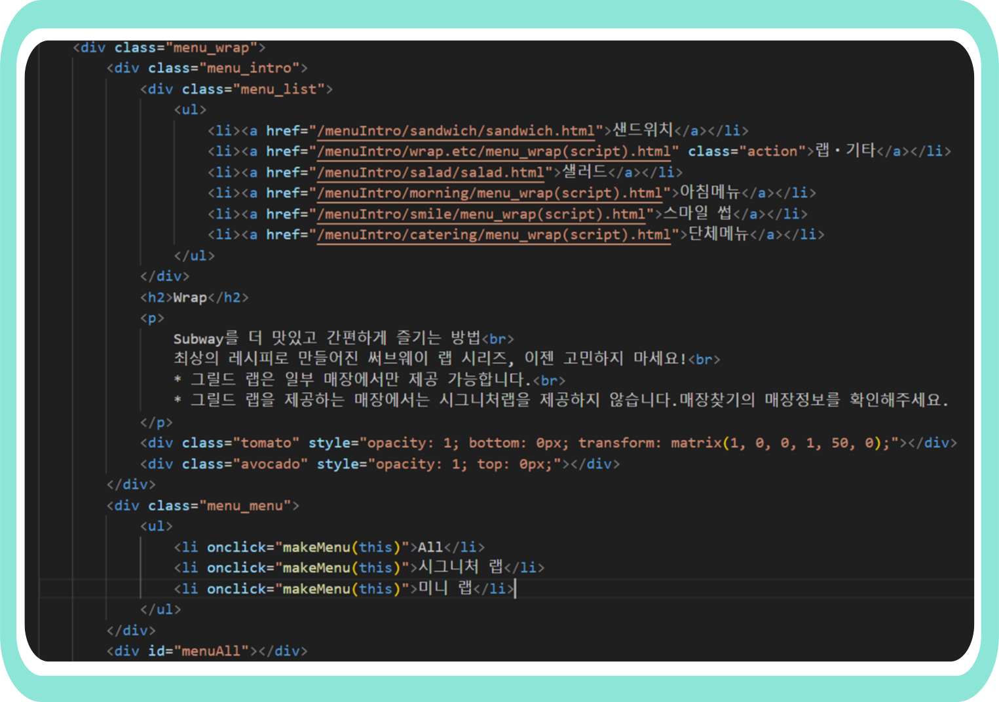 <div class="menu_wrap">
<div class="menu_intro">
<div class="menu_list">
<ul>
<li><a href="/menuIntro/sandwich/sandwich.html">샌드위치</a></li>
<li><a href="/menuIntro/wrap.etc/menu_wrap(script).html" class="action">랩・기타</a></li>
<li><a href="/menuIntro/salad/salad.html">샐러드</a></li>
<li><a href="/menuIntro/morning/menu_wrap(script).html">아침메뉴</a></li>
<li><a href="/menuIntro/smile/menu_wrap(script).html">스마일 썹</a></li>
<li><a href="/menuIntro/catering/menu_wrap(script).html">단체메뉴</a></li>
</ul>
</div>
<h2>Wrap</h2>
<p>
Subway를 더 맛있고 간편하게 즐기는 방법<br>
최상의 레시피로 만들어진 써브웨이 랩 시리즈, 이젠 고민하지 마세요!<br>
* 그릴드 랩은 일부 매장에서만 제공 가능합니다.<br>
* 그릴드 랩을 제공하는 매장에서는 시그니처랩을 제공하지 않습니다.매장찾기의 매장정보를 확인해주세요.
</p>
<div class="tomato" style="opacity: 1; bottom: 0px; transform: matrix(1, 0, 0, 1, 50, 0);"></div>
<div class="avocado" style="opacity: 1; top: 0px;"></div>
</div>
<div class="menu_menu">
<ul>
<li onclick="makeMenu(this)">All</li>
<li onclick="makeMenu(this)">시그니처 랩</li>
<li onclick="makeMenu(this)">미니 랩</li>
</ul>
</div>
<div id="menuAll"></div>